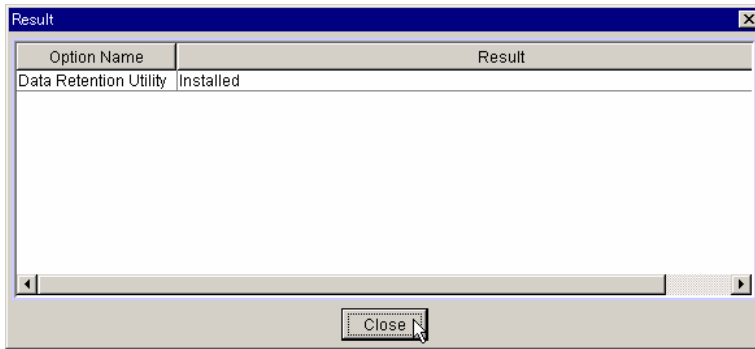 Result
Option Name Result
Data Retention Utility Installed
Close